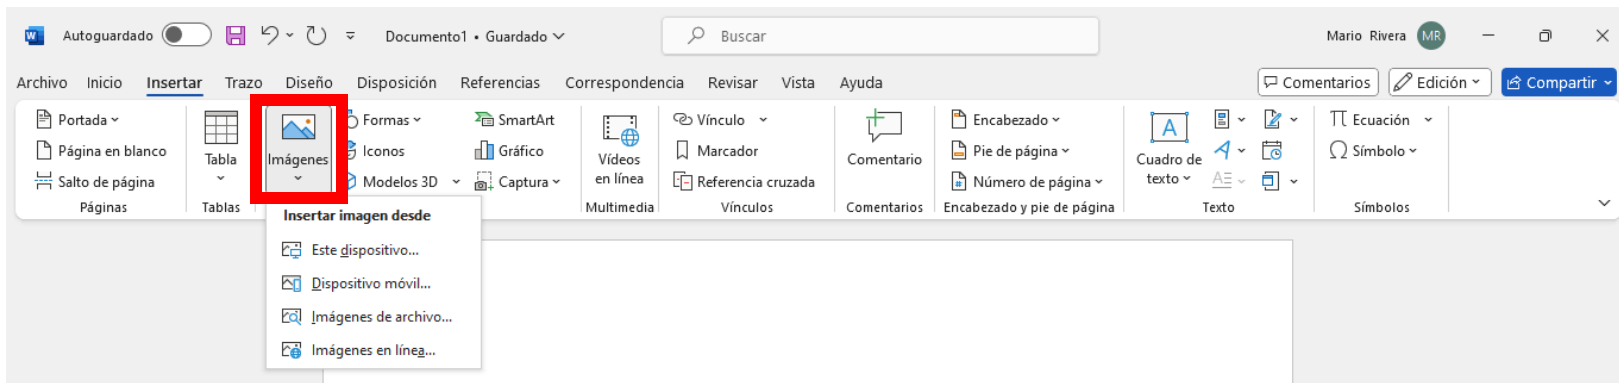 Autoguardado Documento1 • Guardado Buscar Mario Rivera MR
Archivo Inicio Insertar Trazo Diseño Disposición Referencias Correspondencia Revisar Vista Ayuda Comentarios Edición Compartir
Portada
Página en blanco
Salto de página
Páginas
Tabla
Tablas
Imágenes
Formas
Iconos
Modelos 3D
SmartArt
Gráfico
Captura
Vídeos
en línea
Multimedia
Vínculo
Marcador
Referencia cruzada
Vínculos
Comentario
Comentarios
Encabezado
Pie de página
Número de página
Encabezado y pie de página
A
Cuadro de
texto
Texto
Ecuación
Símbolo
Símbolos
Insertar imagen desde
Este dispositivo...
Dispositivo móvil...
Imágenes de archivo...
Imágenes en línea...